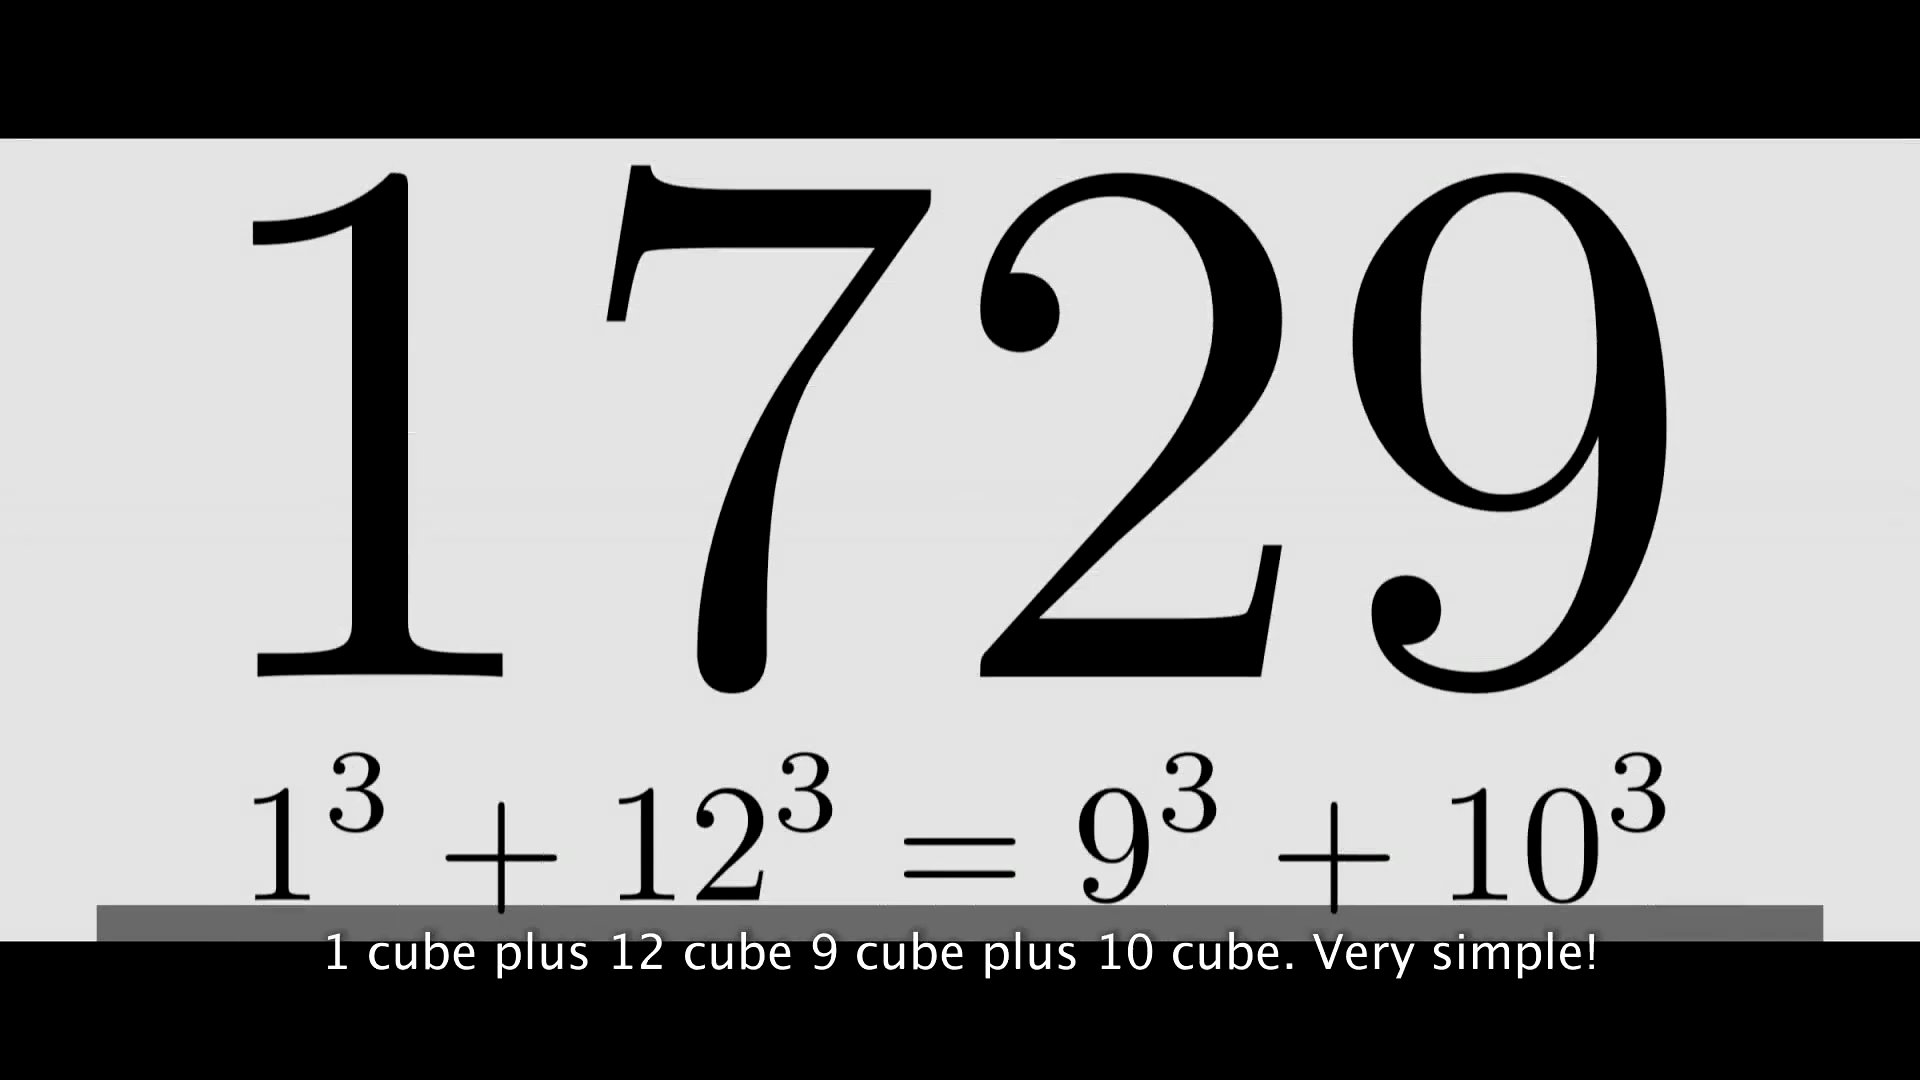 1729
1³ + 12³ = 9³ + 10³
1 cube plus 12 cube 9 cube plus 10 cube. Very simple!